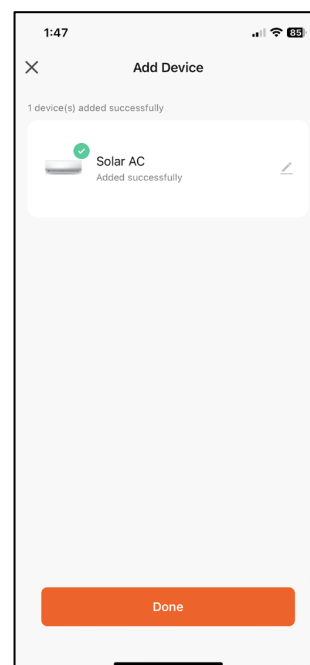 1:47
85
Add Device
1 device(s) added successfully
Solar AC
Added successfully
Done